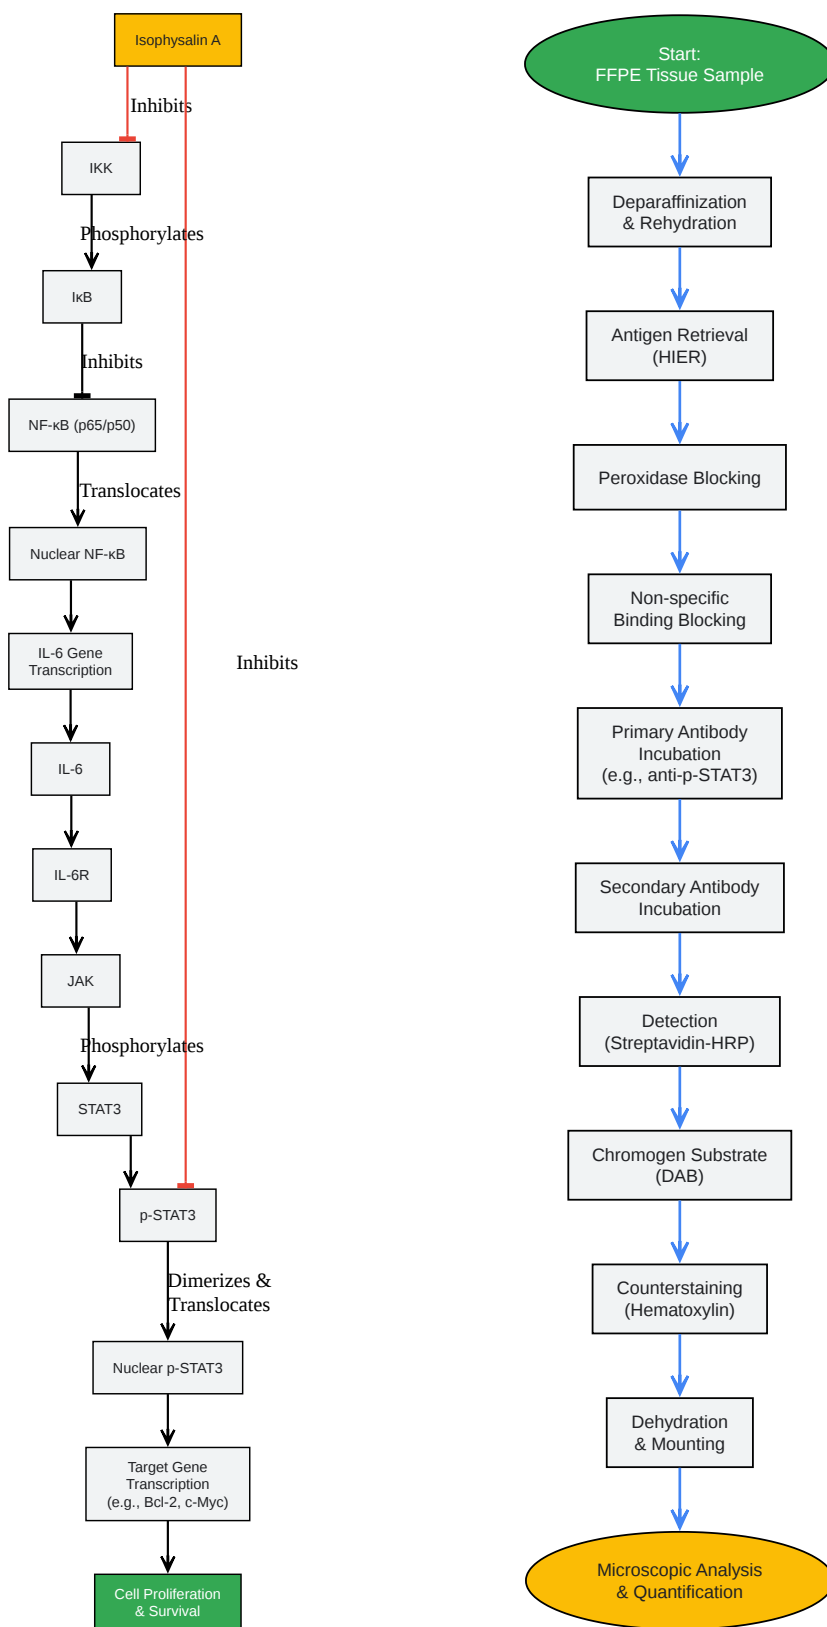 Isophysalin A
Inhibits
IKK
Phosphorylates
IκB
Inhibits
NF-κB (p65/p50)
Translocates
Nuclear NF-κB
IL-6 Gene
Transcription
Inhibits
IL-6
IL-6R
JAK
Phosphorylates
STAT3
p-STAT3
Dimerizes &
Translocates
Nuclear p-STAT3
Target Gene
Transcription
(e.g., Bcl-2, c-Myc)
Cell Proliferation
& Survival
Start:
FFPE Tissue Sample
Deparaffinization
& Rehydration
Antigen Retrieval
(HIER)
Peroxidase Blocking
Non-specific
Binding Blocking
Primary Antibody
Incubation
(e.g., anti-p-STAT3)
Secondary Antibody
Incubation
Detection
(Streptavidin-HRP)
Chromogen Substrate
(DAB)
Counterstaining
(Hematoxylin)
Dehydration
& Mounting
Microscopic Analysis
& Quantification